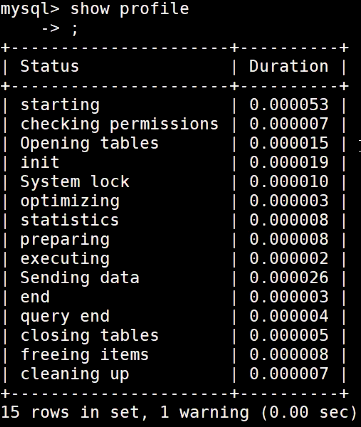 mysql> show profile
    -> ;
+----------------------+----------+
| Status               | Duration |
+----------------------+----------+
| starting             | 0.000053 |
| checking permissions | 0.000007 |
| Opening tables       | 0.000015 |
| init                 | 0.000019 |
| System lock          | 0.000010 |
| optimizing           | 0.000003 |
| statistics           | 0.000008 |
| preparing            | 0.000008 |
| executing            | 0.000002 |
| Sending data         | 0.000026 |
| end                  | 0.000003 |
| query end            | 0.000004 |
| closing tables       | 0.000005 |
| freeing items        | 0.000008 |
| cleaning up          | 0.000007 |
+----------------------+----------+
15 rows in set, 1 warning (0.00 sec)